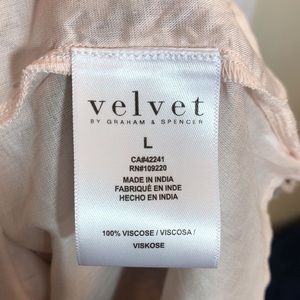 velvet
BY GRAHAM & SPENCER
L
CA#42241
RN#109220
MADE IN INDIA
FABRIQUÉ EN INDE
HECHO EN INDIA
100% VISCOSE / VISCOSA /
VISKOSE